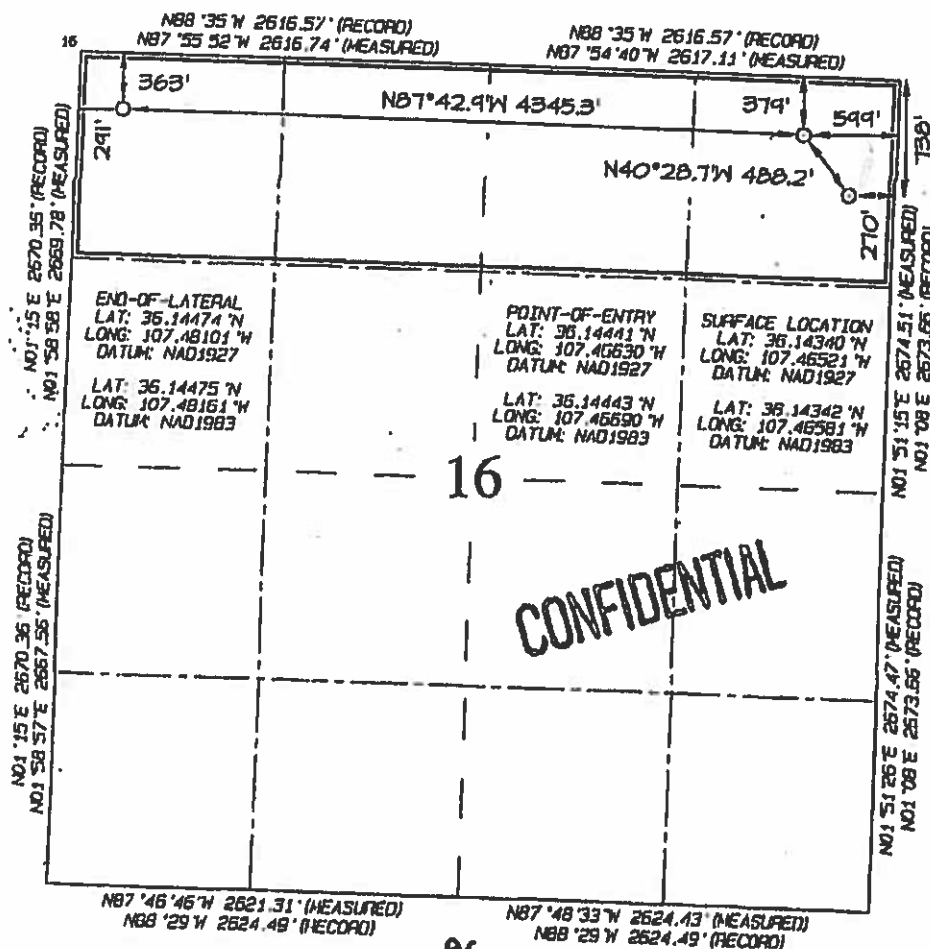 N88°35'W 2616.57' (RECORD)
N87°55'52"W 2616.74' (MEASURED)
N88°35'W 2616.57' (RECORD)
N87°54'40"W 2617.11' (MEASURED)
16
363'
N87°42.9'W 4345.3'
379'
599'
738'
291'
N40°28.7'W 488.2'
270'
N01°15'E 2670.35' (RECORD)
N01°58'58"E 2669.78' (MEASURED)
N01°51'15"E 2674.51' (MEASURED)
N01°08'E 2673.66' (RECORD)
END-OF-LATERAL
LAT: 36.14474 °N
LONG: 107.48101 °W
DATUM: NAD1927
LAT: 36.14475 °N
LONG: 107.48161 °W
DATUM: NAD1983
POINT-OF-ENTRY
LAT: 36.14441 °N
LONG: 107.46630 °W
DATUM: NAD1927
LAT: 36.14443 °N
LONG: 107.46690 °W
DATUM: NAD1983
SURFACE LOCATION
LAT: 36.14340 °N
LONG: 107.46521 °W
DATUM: NAD1927
LAT: 36.14342 °N
LONG: 107.46581 °W
DATUM: NAD1983
16
CONFIDENTIAL
N01°15'E 2670.36' (RECORD)
N01°58'57"E 2667.56' (MEASURED)
N01°51'26"E 2674.47' (MEASURED)
N01°08'E 2673.66' (RECORD)
N87°46'46"W 2621.31' (MEASURED)
N88°29'W 2624.49' (RECORD)
N87°48'33"W 2624.43' (MEASURED)
N88°29'W 2624.49' (RECORD)